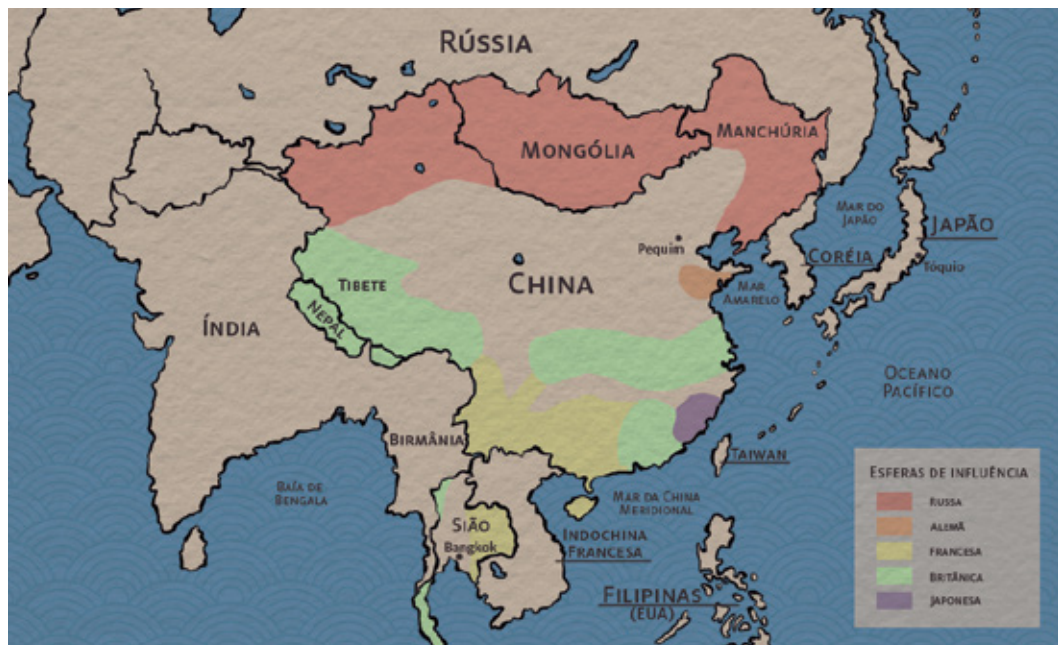 RÚSSIA
MONGÓLIA
MANCHÚRIA
MAR DO
JAPÃO
JAPÃO
Pequim
CORÉIA
Tóquio
TIBETE
CHINA
MAR
AMARELO
NEPAL
ÍNDIA
OCEANO
PACÍFICO
BIRMÂNIA
TAIWAN
BAÍA DE
BENGALA
MAR DA CHINA
MERIDIONAL
SIÃO
Bangkok
INDOCHINA
FRANCESA
FILIPINAS
(EUA)
ESFERAS DE INFLUÊNCIA
RUSSA
ALEMÃ
FRANCESA
BRITÂNICA
JAPONESA